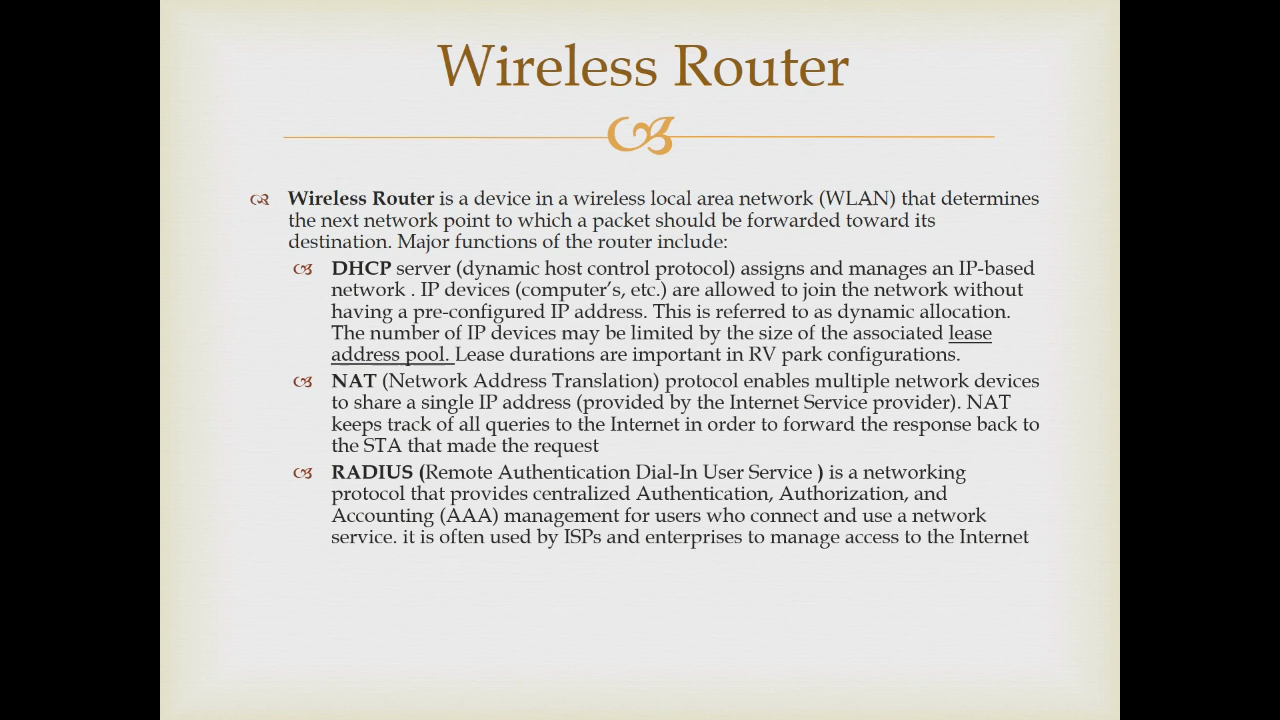 Wireless Router
Wireless Router is a device in a wireless local area network (WLAN) that determines
the next network point to which a packet should be forwarded toward its
destination. Major functions of the router include:
DHCP server (dynamic host control protocol) assigns and manages an IP-based
network . IP devices (computer’s, etc.) are allowed to join the network without
having a pre-configured IP address. This is referred to as dynamic allocation.
The number of IP devices may be limited by the size of the associated lease
address pool. Lease durations are important in RV park configurations.
NAT (Network Address Translation) protocol enables multiple network devices
to share a single IP address (provided by the Internet Service provider). NAT
keeps track of all queries to the Internet in order to forward the response back to
the STA that made the request
RADIUS (Remote Authentication Dial-In User Service ) is a networking
protocol that provides centralized Authentication, Authorization, and
Accounting (AAA) management for users who connect and use a network
service. it is often used by ISPs and enterprises to manage access to the Internet